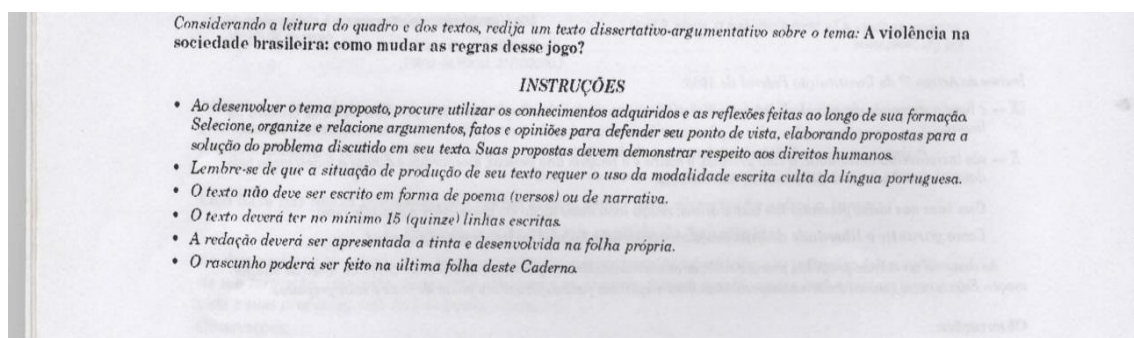 Considerando a leitura do quadro e dos textos, redija um texto dissertativo-argumentativo sobre o tema: A violência na
sociedade brasileira: como mudar as regras desse jogo?
INSTRUÇÕES
• Ao desenvolver o tema proposto, procure utilizar os conhecimentos adquiridos e as reflexões feitas ao longo de sua formação.
Selecione, organize e relacione argumentos, fatos e opiniões para defender seu ponto de vista, elaborando propostas para a
solução do problema discutido em seu texto. Suas propostas devem demonstrar respeito aos direitos humanos.
• Lembre-se de que a situação de produção de seu texto requer o uso da modalidade escrita culta da língua portuguesa.
• O texto não deve ser escrito em forma de poema (versos) ou de narrativa.
• O texto deverá ter no mínimo 15 (quinze) linhas escritas.
• A redação deverá ser apresentada a tinta e desenvolvida na folha própria.
• O rascunho poderá ser feito na última folha deste Caderno.